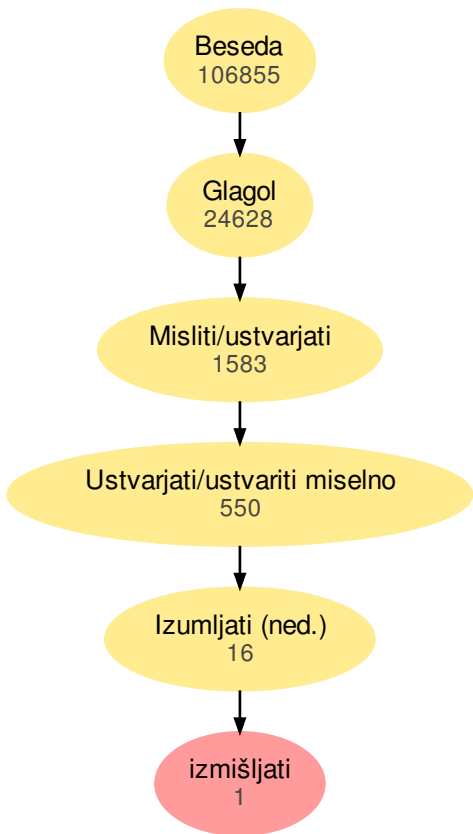 Beseda
106855
Glagol
24628
Misliti/ustvarjati
1583
Ustvarjati/ustvariti miselno
550
Izumljati (ned.)
16
izmišljati
1